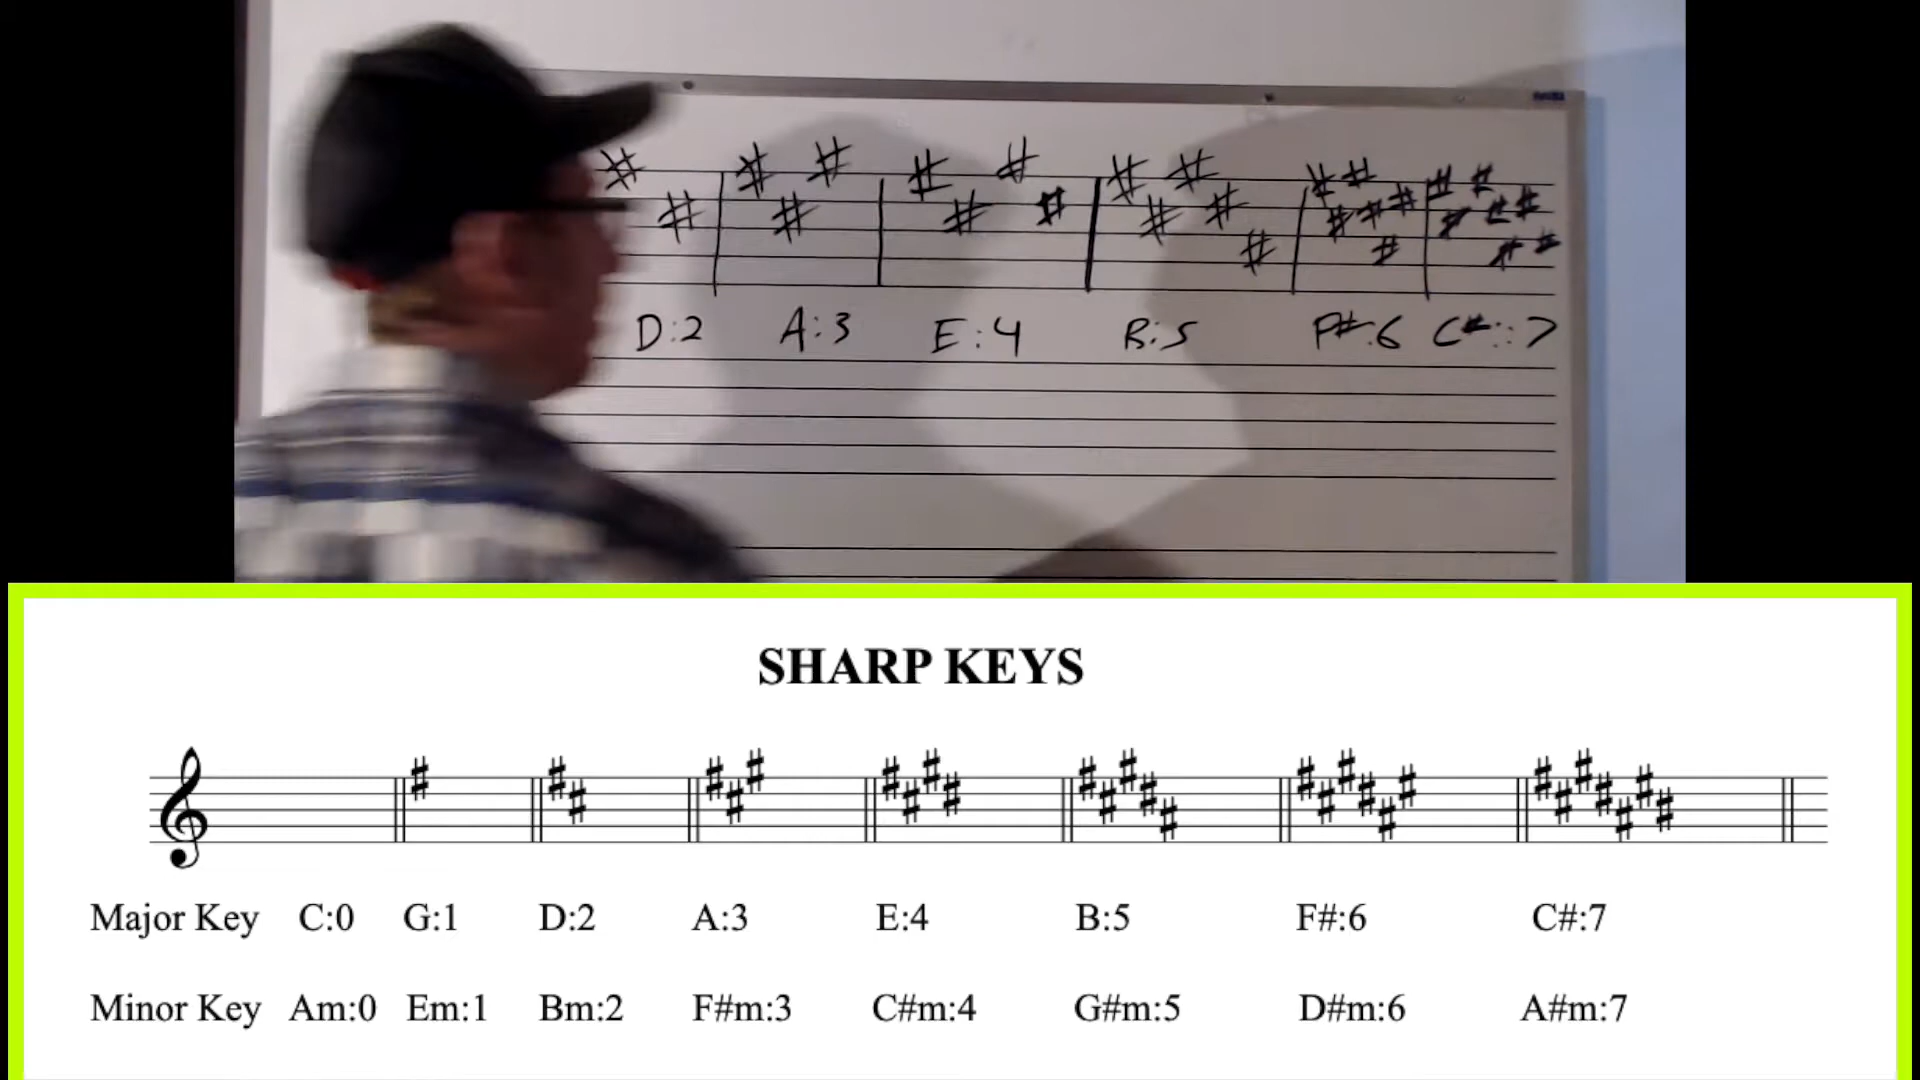 D:2 A:3 E:4 B:5 F#:6 C#:7
SHARP KEYS
Major Key C:0 G:1 D:2 A:3 E:4 B:5 F#:6 C#:7
Minor Key Am:0 Em:1 Bm:2 F#m:3 C#m:4 G#m:5 D#m:6 A#m:7